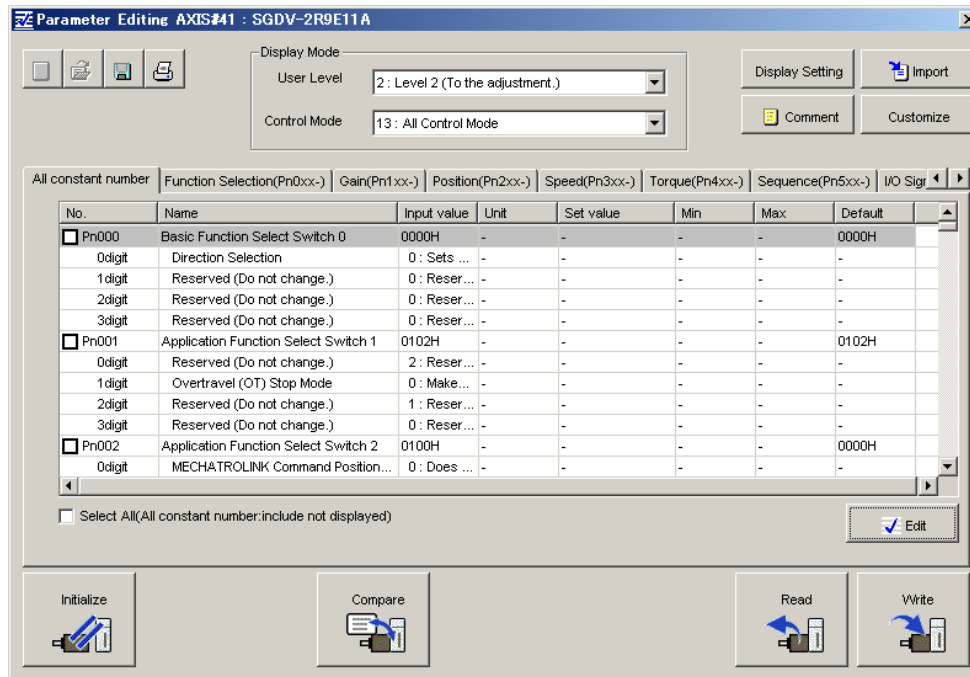 Parameter Editing AXIS#41 : SGDV-2R9E11A
Display Mode
User Level 2 : Level 2 (To the adjustment.)
Control Mode 13 : All Control Mode
Display Setting Import
Comment Customize
All constant number Function Selection(Pn0xx-) Gain(Pn1xx-) Position(Pn2xx-) Speed(Pn3xx-) Torque(Pn4xx-) Sequence(Pn5xx-) I/O Sigr
No. Name Input value Unit Set value Min Max Default
Pn000 Basic Function Select Switch 0 0000H - - - - 0000H
0digit Direction Selection 0 : Sets ... - - - - -
1digit Reserved (Do not change.) 0 : Reser... - - - - -
2digit Reserved (Do not change.) 0 : Reser... - - - - -
3digit Reserved (Do not change.) 0 : Reser... - - - - -
Pn001 Application Function Select Switch 1 0102H - - - - 0102H
0digit Reserved (Do not change.) 2 : Reser... - - - - -
1digit Overtravel (OT) Stop Mode 0 : Make... - - - - -
2digit Reserved (Do not change.) 1 : Reser... - - - - -
3digit Reserved (Do not change.) 0 : Reser... - - - - -
Pn002 Application Function Select Switch 2 0100H - - - - 0000H
0digit MECHATROLINK Command Position... 0 : Does ... - - - - -
Select All(All constant number:include not displayed)
Edit
Initialize Compare Read Write